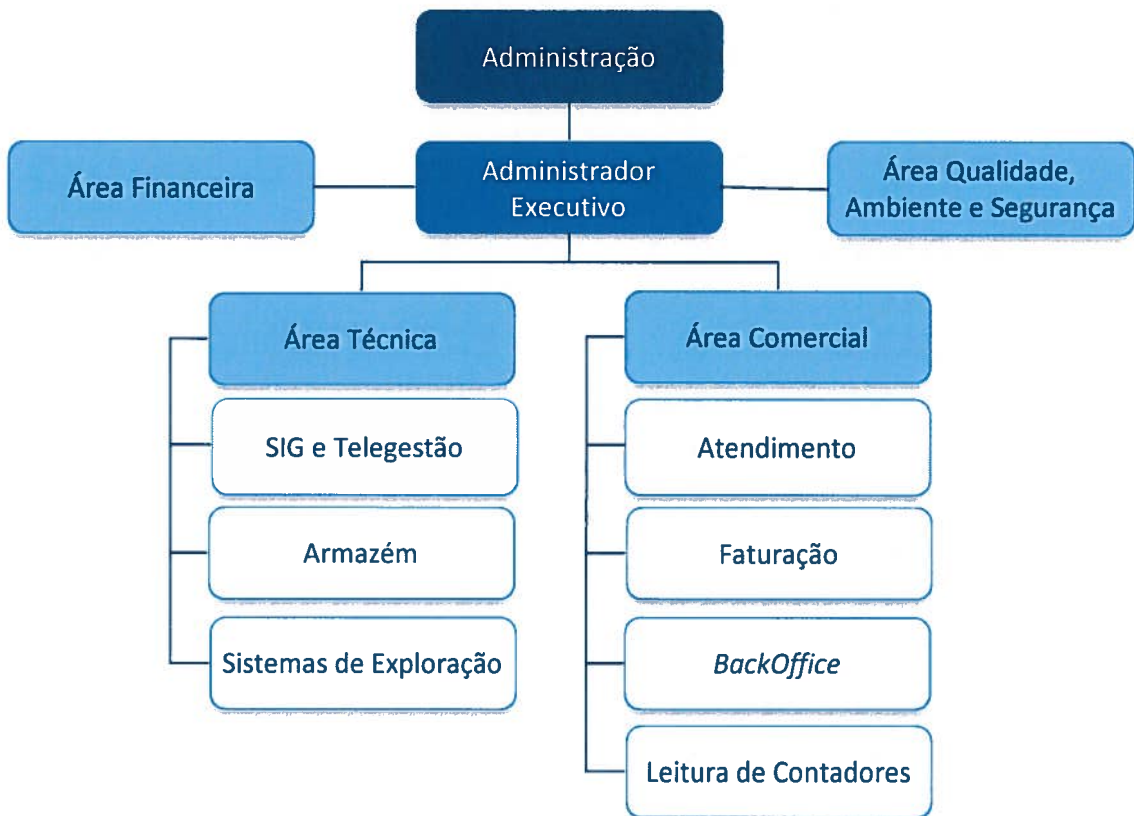 Administração
Área Financeira
Administrador
Executivo
Área Qualidade,
Ambiente e Segurança
Área Técnica
SIG e Telegestão
Armazém
Sistemas de Exploração
Área Comercial
Atendimento
Faturação
BackOffice
Leitura de Contadores